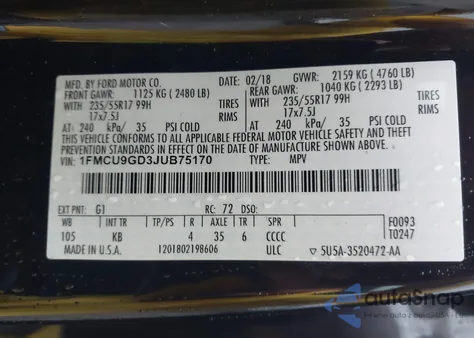 MFD. BY FORD MOTOR CO. DATE: 02/18 GVWR: 2159 KG (4760 LB)
FRONT GAWR: 1125 KG (2480 LB) REAR GAWR: 1040 KG (2293 LB)
WITH 235/55R17 99H WITH 235/55R17 99H
TIRES TIRES
17x7.5J RIMS 17x7.5J
AT 240 kPa/ 35 PSI COLD AT 240 kPa/ 35 PSI COLD
THIS VEHICLE CONFORMS TO ALL APPLICABLE FEDERAL MOTOR VEHICLE SAFETY AND THEFT PREVENTION STANDARDS IN EFFECT ON THE DATE OF MANUFACTURE SHOWN ABOVE.
VIN: 1FMCU9GD3JUB75170 TYPE: MPV
EXT PNT: G1 RC: 72 DSO: F0093
WB INT TR TP/PS R AXLE TR SPR T0247
105 KB 4 35 6 CCCC
MADE IN U.S.A. 1201802198606 ULC 5U5A-3520472-AA
autoSnap